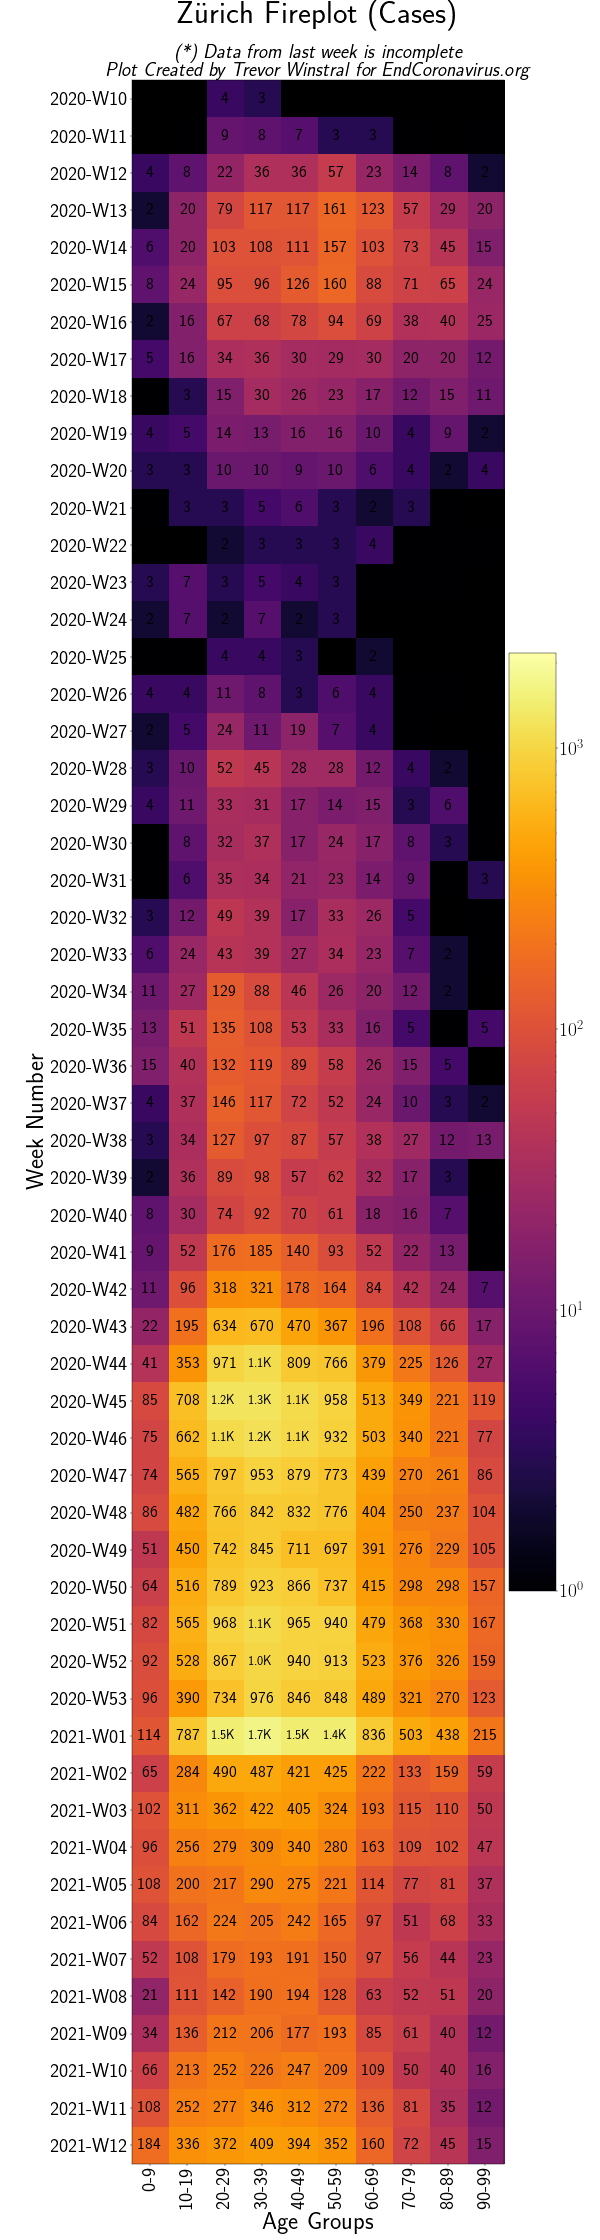 Zürich Fireplot (Cases)
(*) Data from last week is incomplete
Plot Created by Trevor Winstral for EndCoronavirus.org
2020-W10 4 3
2020-W11 9 8 7 3 3
2020-W12 4 8 22 36 36 57 23 14 8 2
2020-W13 2 20 79 117 117 161 123 57 29 20
2020-W14 6 20 103 108 111 157 103 73 45 15
2020-W15 8 24 95 96 126 160 88 71 65 24
2020-W16 2 16 67 68 78 94 69 38 40 25
2020-W17 5 16 34 36 30 29 30 20 20 12
2020-W18 3 15 30 26 23 17 12 15 11
2020-W19 4 5 14 13 16 16 10 4 9 2
2020-W20 3 3 10 10 9 10 6 4 2 4
2020-W21 3 3 5 6 3 2 3
2020-W22 2 3 3 3 4
2020-W23 3 7 3 5 4 3
2020-W24 2 7 2 7 2 3
2020-W25 4 4 3 2
2020-W26 4 4 11 8 3 6 4
2020-W27 2 5 24 11 19 7 4
2020-W28 3 10 52 45 28 28 12 4 2
2020-W29 4 11 33 31 17 14 15 3 6
2020-W30 8 32 37 17 24 17 8 3
2020-W31 6 35 34 21 23 14 9 3
2020-W32 3 12 49 39 17 33 26 5
2020-W33 6 24 43 39 27 34 23 7 2
2020-W34 11 27 129 88 46 26 20 12 2
2020-W35 13 51 135 108 53 33 16 5 5
2020-W36 15 40 132 119 89 58 26 15 5
2020-W37 4 37 146 117 72 52 24 10 3 2
2020-W38 3 34 127 97 87 57 38 27 12 13
2020-W39 2 36 89 98 57 62 32 17 3
2020-W40 8 30 74 92 70 61 18 16 7
2020-W41 9 52 176 185 140 93 52 22 13
2020-W42 11 96 318 321 178 164 84 42 24 7
2020-W43 22 195 634 670 470 367 196 108 66 17
2020-W44 41 353 971 1.1K 809 766 379 225 126 27
2020-W45 85 708 1.2K 1.3K 1.1K 958 513 349 221 119
2020-W46 75 662 1.1K 1.2K 1.1K 932 503 340 221 77
2020-W47 74 565 797 953 879 773 439 270 261 86
2020-W48 86 482 766 842 832 776 404 250 237 104
2020-W49 51 450 742 845 711 697 391 276 229 105
2020-W50 64 516 789 923 866 737 415 298 298 157
2020-W51 82 565 968 1.1K 965 940 479 368 330 167
2020-W52 92 528 867 1.0K 940 913 523 376 326 159
2020-W53 96 390 734 976 846 848 489 321 270 123
2021-W01 114 787 1.5K 1.7K 1.5K 1.4K 836 503 438 215
2021-W02 65 284 490 487 421 425 222 133 159 59
2021-W03 102 311 362 422 405 324 193 115 110 50
2021-W04 96 256 279 309 340 280 163 109 102 47
2021-W05 108 200 217 290 275 221 114 77 81 37
2021-W06 84 162 224 205 242 165 97 51 68 33
2021-W07 52 108 179 193 191 150 97 56 44 23
2021-W08 21 111 142 190 194 128 63 52 51 20
2021-W09 34 136 212 206 177 193 85 61 40 12
2021-W10 66 213 252 226 247 209 109 50 40 16
2021-W11 108 252 277 346 312 272 136 81 35 12
2021-W12 184 336 372 409 394 352 160 72 45 15
0-9 10-19 20-29 30-39 40-49 50-59 60-69 70-79 80-89 90-99
Age Groups
Week Number
10³
10²
10¹
10⁰